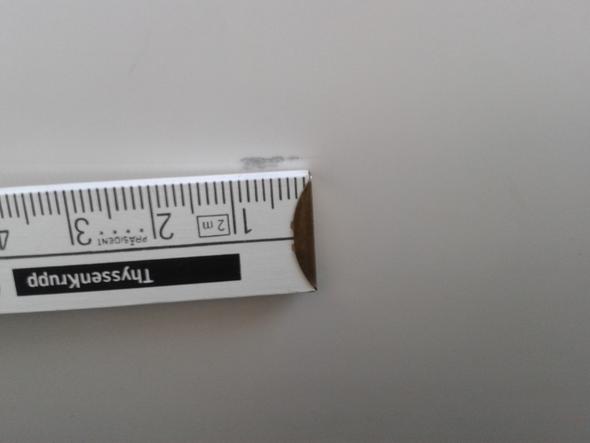 1 2 m 2 PRÄSIDENT 3 4
ThyssenKrupp